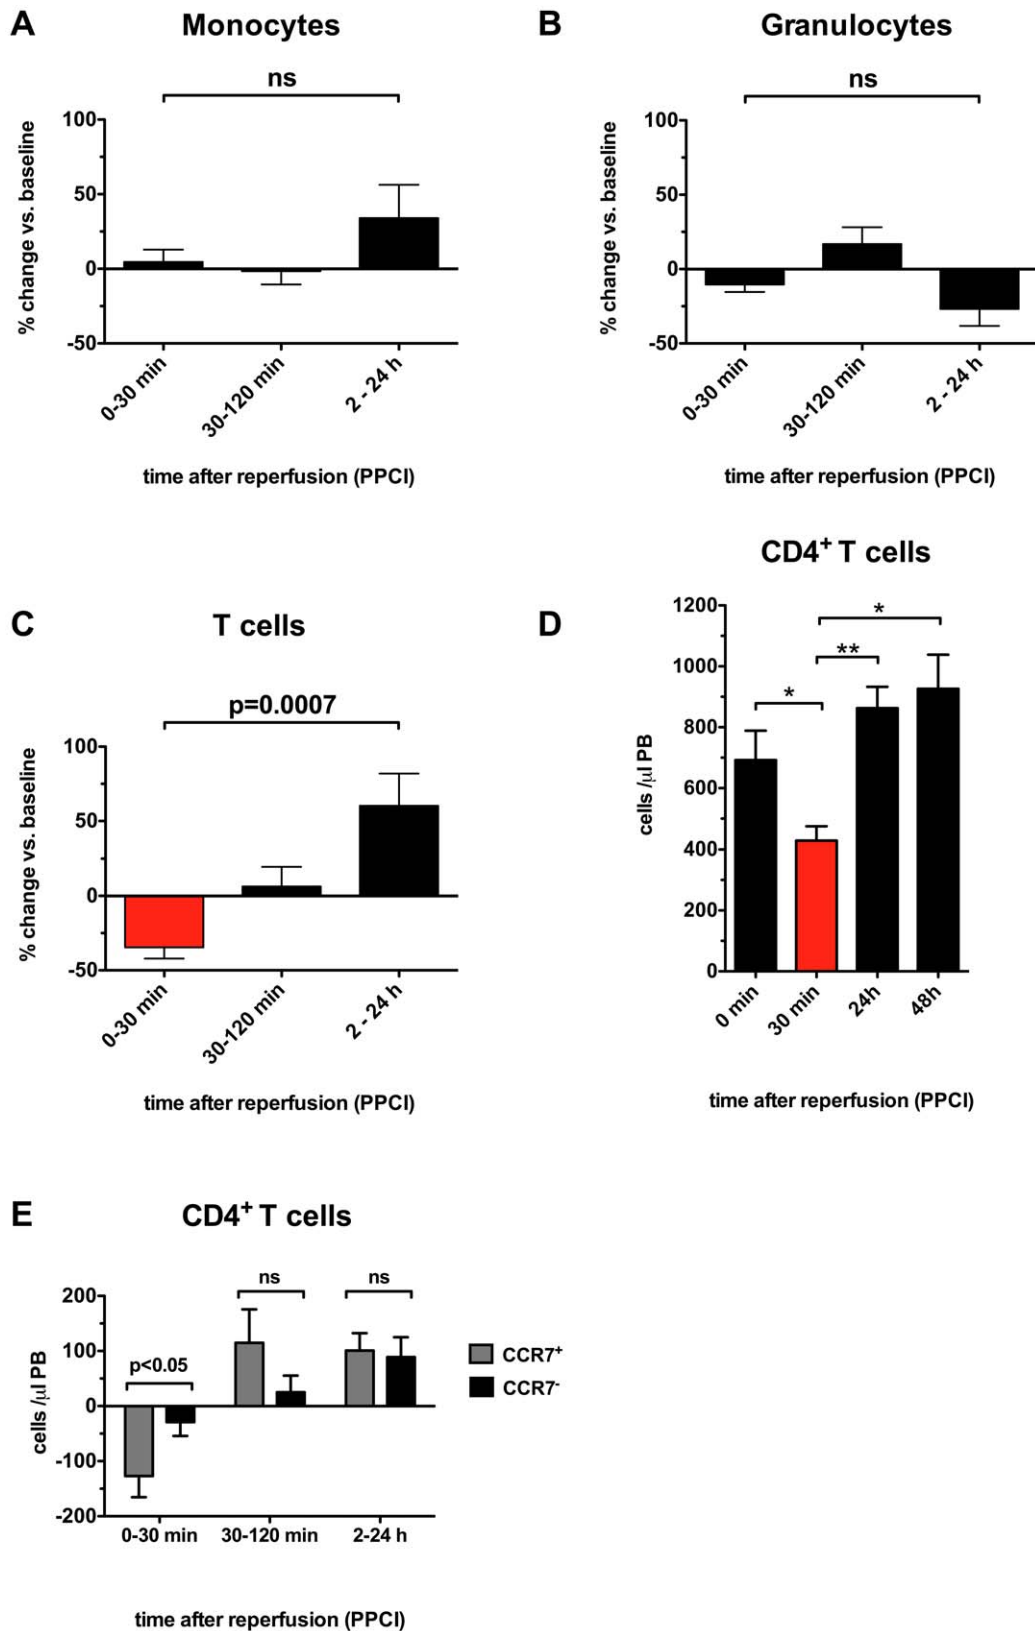 A Monocytes
ns
% change vs. baseline
100
50
0
-50
0-30 min
30-120 min
2 - 24 h
time after reperfusion (PPCI)
B Granulocytes
ns
% change vs. baseline
100
50
0
-50
0-30 min
30-120 min
2 - 24 h
time after reperfusion (PPCI)
C T cells
p=0.0007
% change vs. baseline
100
50
0
-50
0-30 min
30-120 min
2 - 24 h
time after reperfusion (PPCI)
CD4⁺ T cells
D
*
**
*
cells /µl PB
1200
1000
800
600
400
200
0
0 min
30 min
24h
48h
time after reperfusion (PPCI)
E CD4⁺ T cells
p<0.05
ns
ns
cells /µl PB
200
100
0
-100
-200
0-30 min
30-120 min
2-24 h
CCR7⁺
CCR7⁻
time after reperfusion (PPCI)